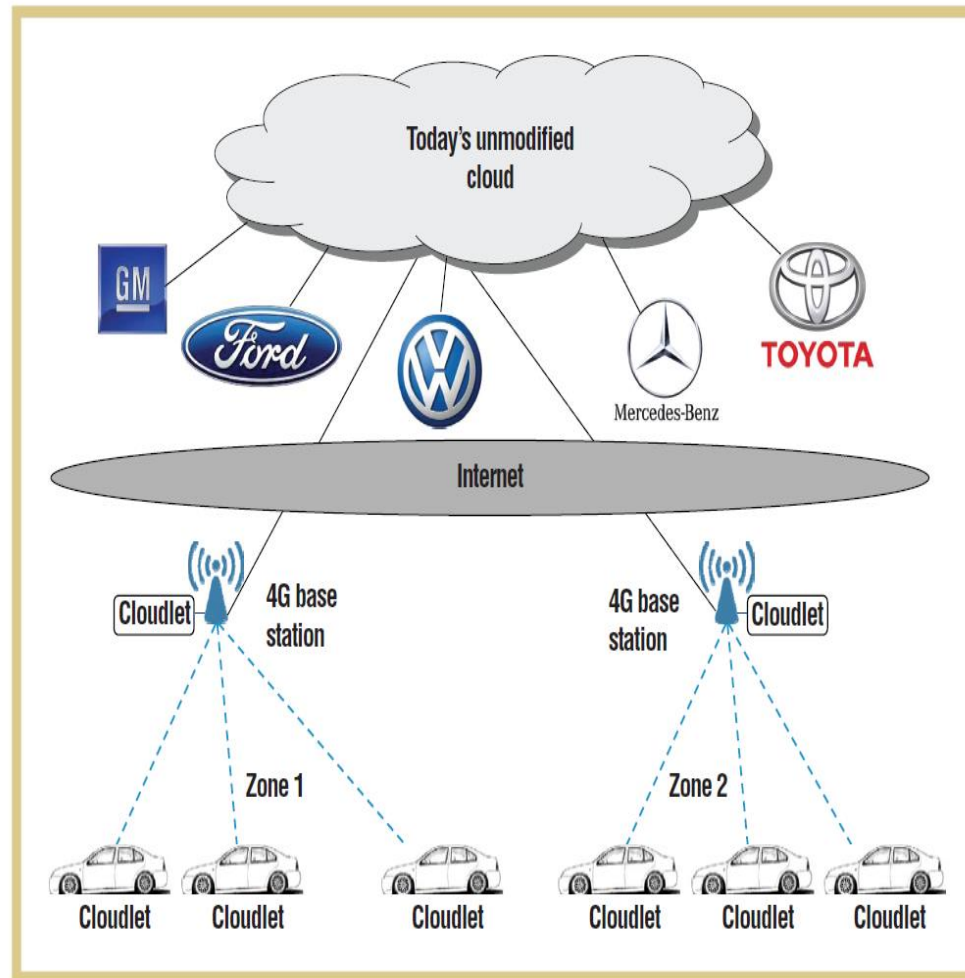 Today's unmodified
cloud
GM
Ford
VW
Mercedes-Benz
TOYOTA
Internet
Cloudlet
4G base
station
4G base
station
Cloudlet
Zone 1
Zone 2
Cloudlet
Cloudlet
Cloudlet
Cloudlet
Cloudlet
Cloudlet